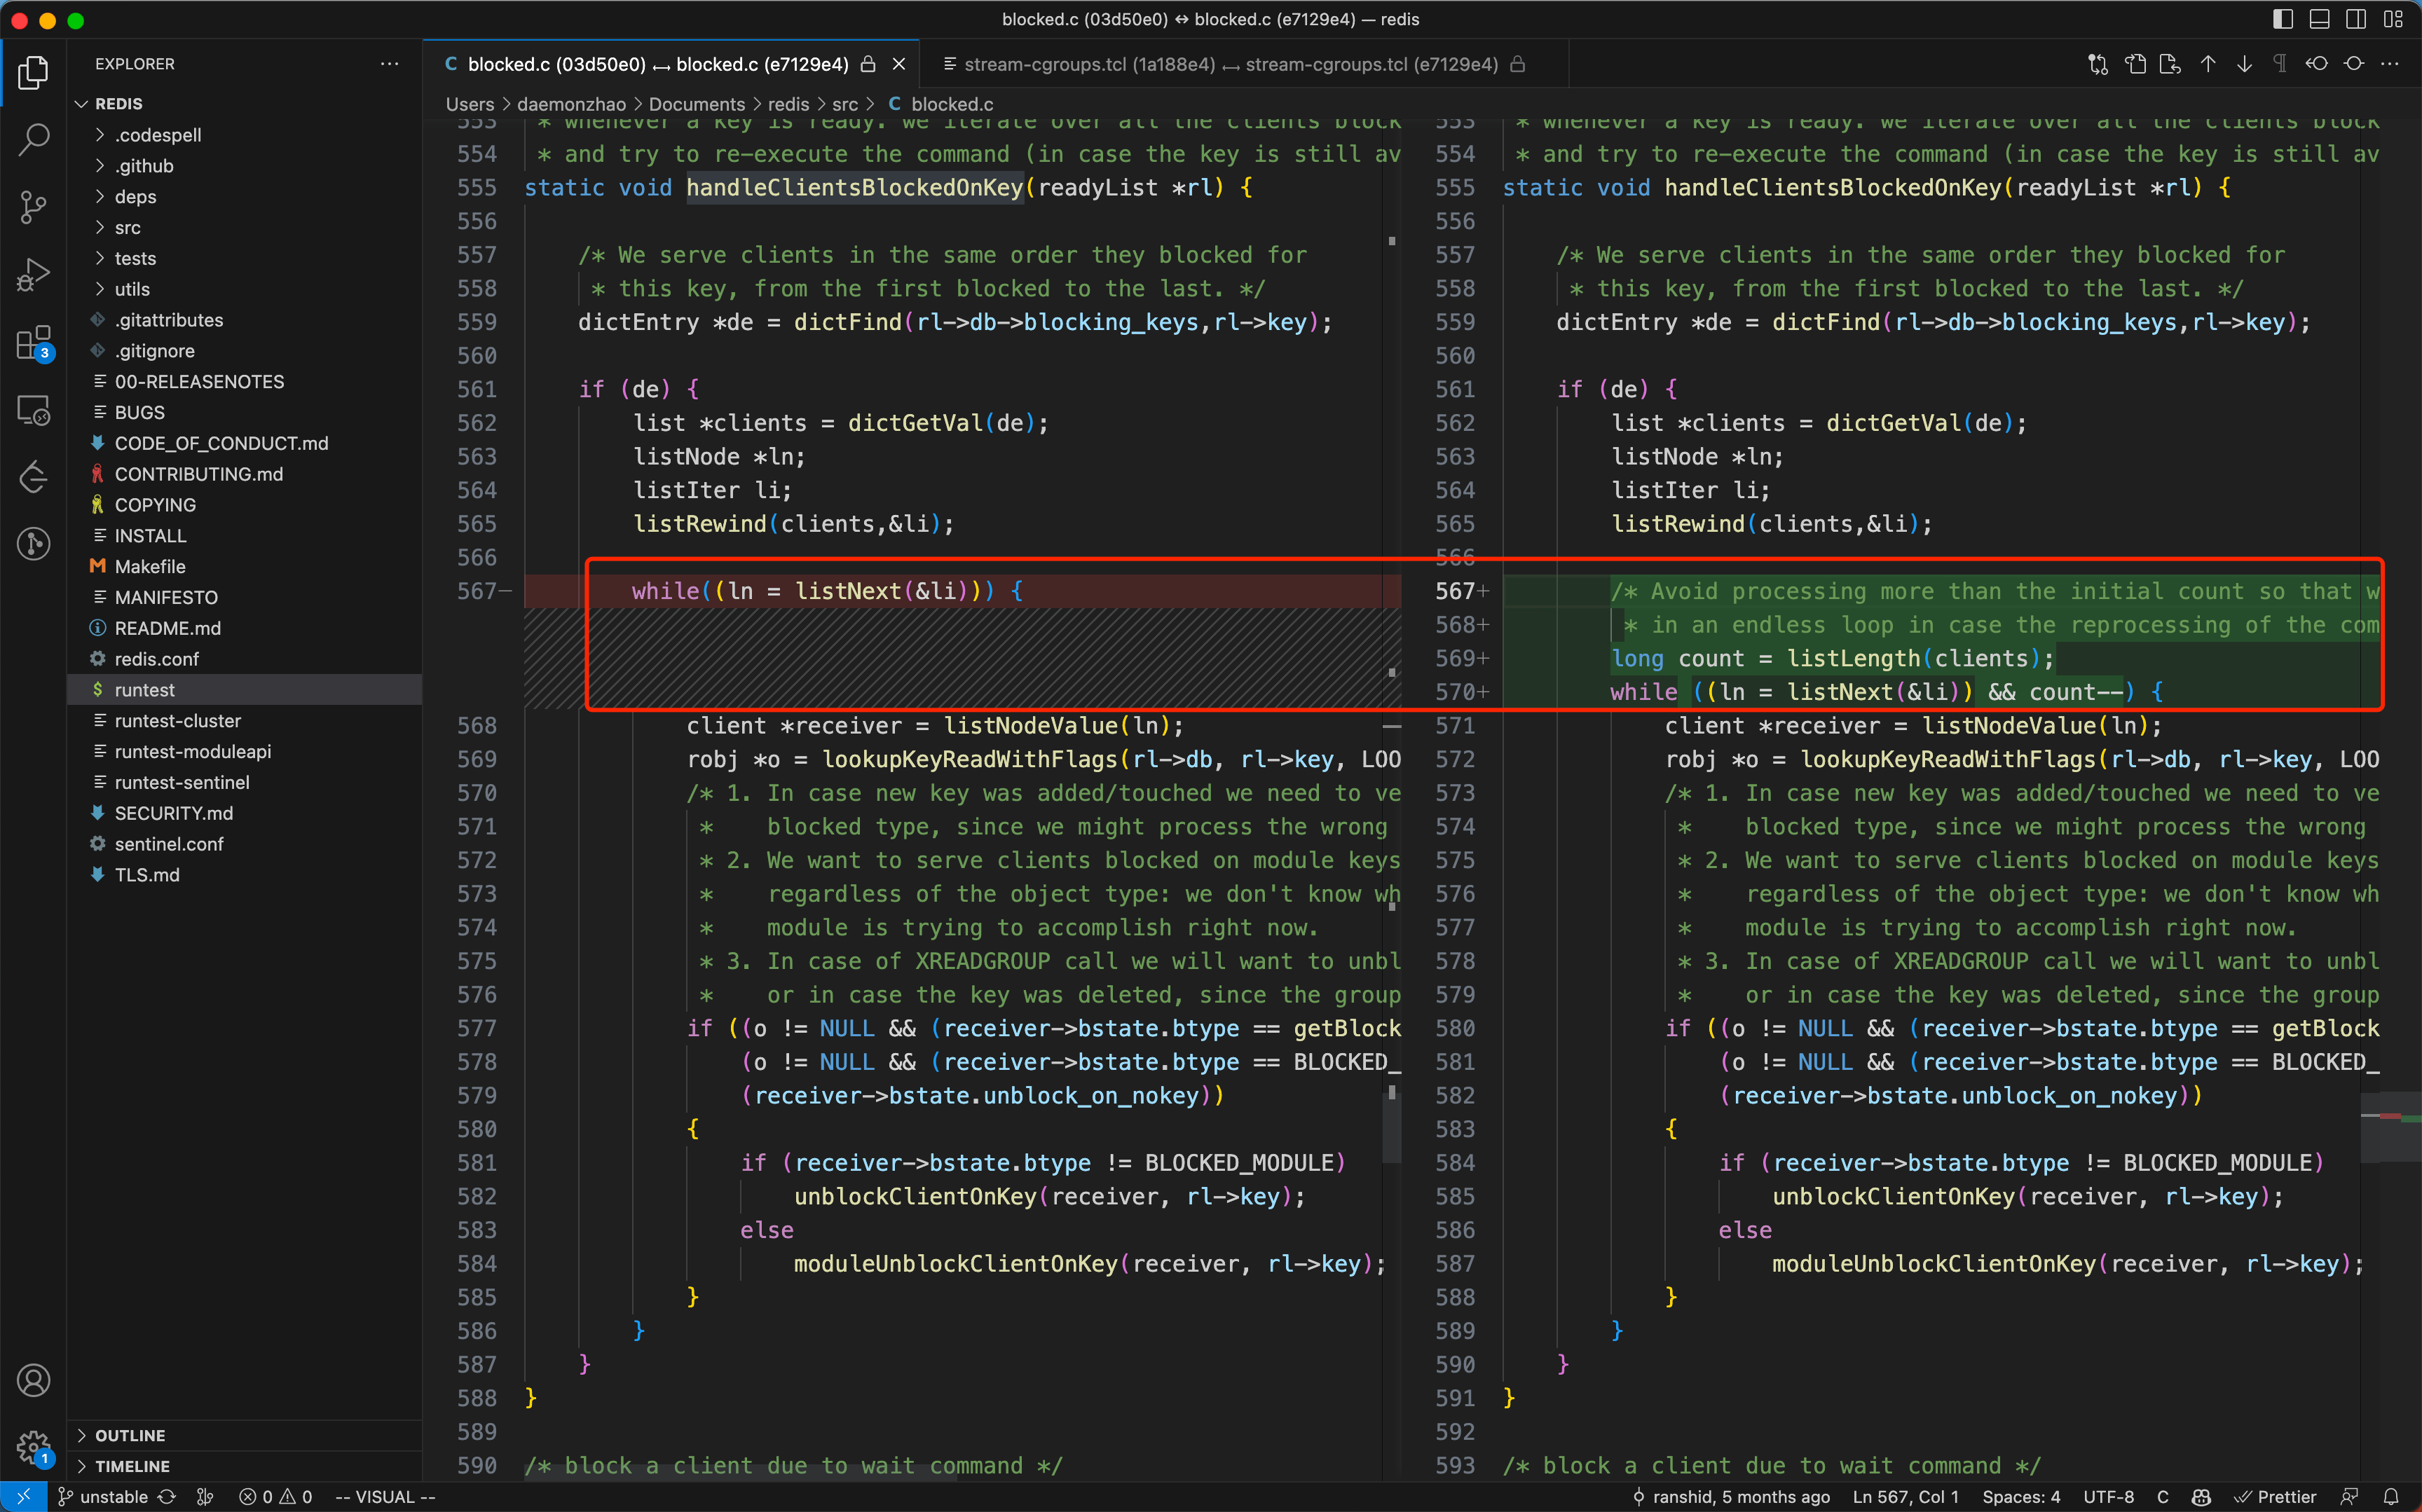 blocked.c (03d50e0) ↔ blocked.c (e7129e4) — redis
EXPLORER
REDIS
.codespell
.github
deps
src
tests
utils
.gitattributes
.gitignore
00-RELEASENOTES
BUGS
CODE_OF_CONDUCT.md
CONTRIBUTING.md
COPYING
INSTALL
Makefile
MANIFESTO
README.md
redis.conf
runtest
runtest-cluster
runtest-moduleapi
runtest-sentinel
SECURITY.md
sentinel.conf
TLS.md
OUTLINE
TIMELINE
3
1
C blocked.c (03d50e0) ↔ blocked.c (e7129e4)
stream-cgroups.tcl (1a188e4) ↔ stream-cgroups.tcl (e7129e4)
Users > daemonzhao > Documents > redis > src > C blocked.c
553 * whenever a key is ready. we iterate over all the clients block
554 * and try to re-execute the command (in case the key is still av
555 static void handleClientsBlockedOnKey(readyList *rl) {
556
557 /* We serve clients in the same order they blocked for
558 * this key, from the first blocked to the last. */
559 dictEntry *de = dictFind(rl->db->blocking_keys,rl->key);
560
561 if (de) {
562 list *clients = dictGetVal(de);
563 listNode *ln;
564 listIter li;
565 listRewind(clients,&li);
566
567− while((ln = listNext(&li))) {
568 client *receiver = listNodeValue(ln);
569 robj *o = lookupKeyReadWithFlags(rl->db, rl->key, LOO
570 /* 1. In case new key was added/touched we need to ve
571 * blocked type, since we might process the wrong
572 * 2. We want to serve clients blocked on module keys
573 * regardless of the object type: we don't know wh
574 * module is trying to accomplish right now.
575 * 3. In case of XREADGROUP call we will want to unbl
576 * or in case the key was deleted, since the group
577 if ((o != NULL && (receiver->bstate.btype == getBlock
578 (o != NULL && (receiver->bstate.btype == BLOCKED_
579 (receiver->bstate.unblock_on_nokey))
580 {
581 if (receiver->bstate.btype != BLOCKED_MODULE)
582 unblockClientOnKey(receiver, rl->key);
583 else
584 moduleUnblockClientOnKey(receiver, rl->key);
585 }
586 }
587 }
588 }
589
590 /* block a client due to wait command */
553 * whenever a key is ready. we iterate over all the clients block
554 * and try to re-execute the command (in case the key is still av
555 static void handleClientsBlockedOnKey(readyList *rl) {
556
557 /* We serve clients in the same order they blocked for
558 * this key, from the first blocked to the last. */
559 dictEntry *de = dictFind(rl->db->blocking_keys,rl->key);
560
561 if (de) {
562 list *clients = dictGetVal(de);
563 listNode *ln;
564 listIter li;
565 listRewind(clients,&li);
566
567+ /* Avoid processing more than the initial count so that w
568+ * in an endless loop in case the reprocessing of the com
569+ long count = listLength(clients);
570+ while ((ln = listNext(&li)) && count--) {
571 client *receiver = listNodeValue(ln);
572 robj *o = lookupKeyReadWithFlags(rl->db, rl->key, LOO
573 /* 1. In case new key was added/touched we need to ve
574 * blocked type, since we might process the wrong
575 * 2. We want to serve clients blocked on module keys
576 * regardless of the object type: we don't know wh
577 * module is trying to accomplish right now.
578 * 3. In case of XREADGROUP call we will want to unbl
579 * or in case the key was deleted, since the group
580 if ((o != NULL && (receiver->bstate.btype == getBlock
581 (o != NULL && (receiver->bstate.btype == BLOCKED_
582 (receiver->bstate.unblock_on_nokey))
583 {
584 if (receiver->bstate.btype != BLOCKED_MODULE)
585 unblockClientOnKey(receiver, rl->key);
586 else
587 moduleUnblockClientOnKey(receiver, rl->key);
588 }
589 }
590 }
591 }
592
593 /* block a client due to wait command */
unstable 0 0 -- VISUAL -- ranshid, 5 months ago Ln 567, Col 1 Spaces: 4 UTF-8 C Prettier